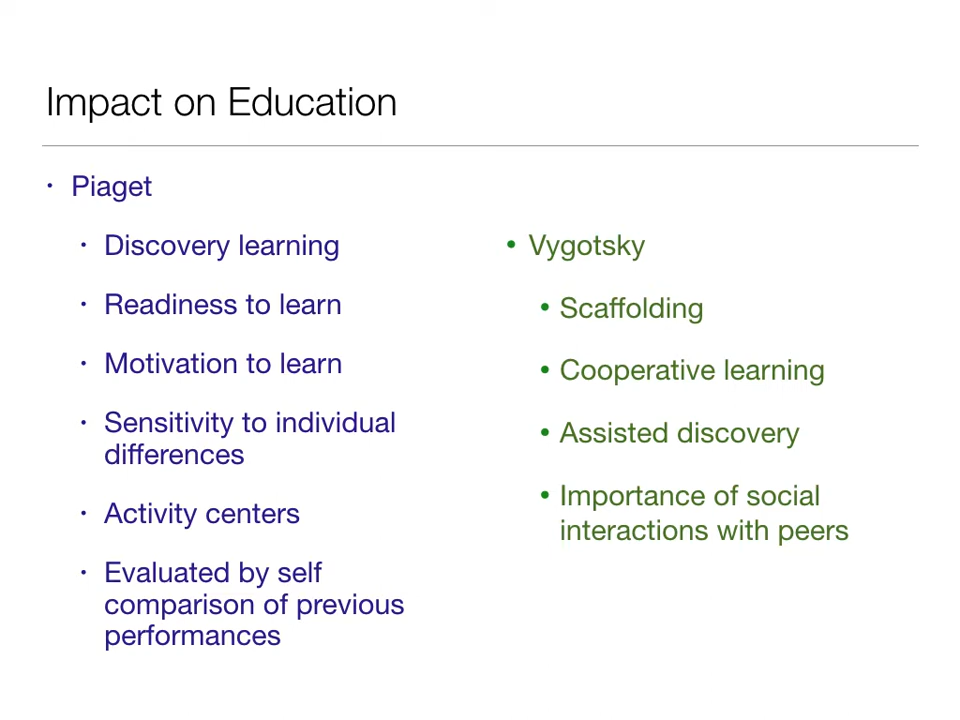 Impact on Education
• Piaget
• Discovery learning
• Readiness to learn
• Motivation to learn
• Sensitivity to individual
differences
• Activity centers
• Evaluated by self
comparison of previous
performances
• Vygotsky
• Scaffolding
• Cooperative learning
• Assisted discovery
• Importance of social
interactions with peers